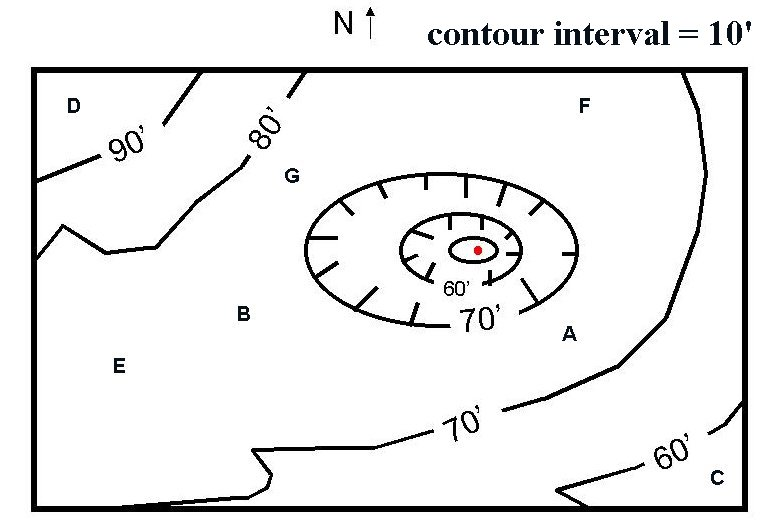 N
contour interval = 10'
D
F
90'
80'
G
60'
70'
B
A
E
70'
60'
C